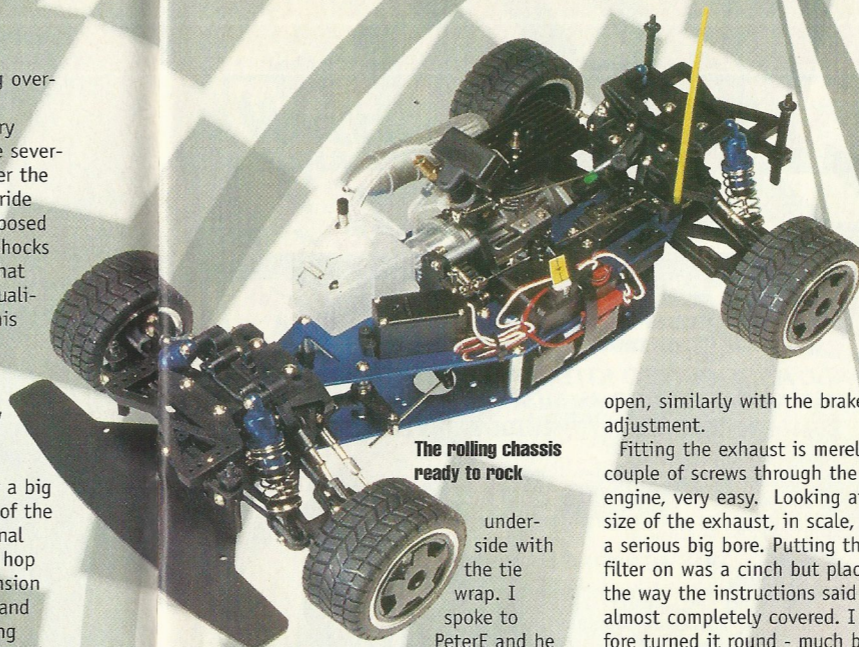 over-
ry
sever-
er the
ride
posed
hocks
hat
uali-
his
a big
of the
nal
hop
nsion
and
ng
The rolling chassis
ready to rock
under-
side with
the tie
wrap. I
spoke to
PeterF and he
open, similarly with the brake
adjustment.
Fitting the exhaust is merel
couple of screws through the
engine, very easy. Looking a
size of the exhaust, in scale,
a serious big bore. Putting th
filter on was a cinch but plac
the way the instructions said
almost completely covered. I
fore turned it round - much b